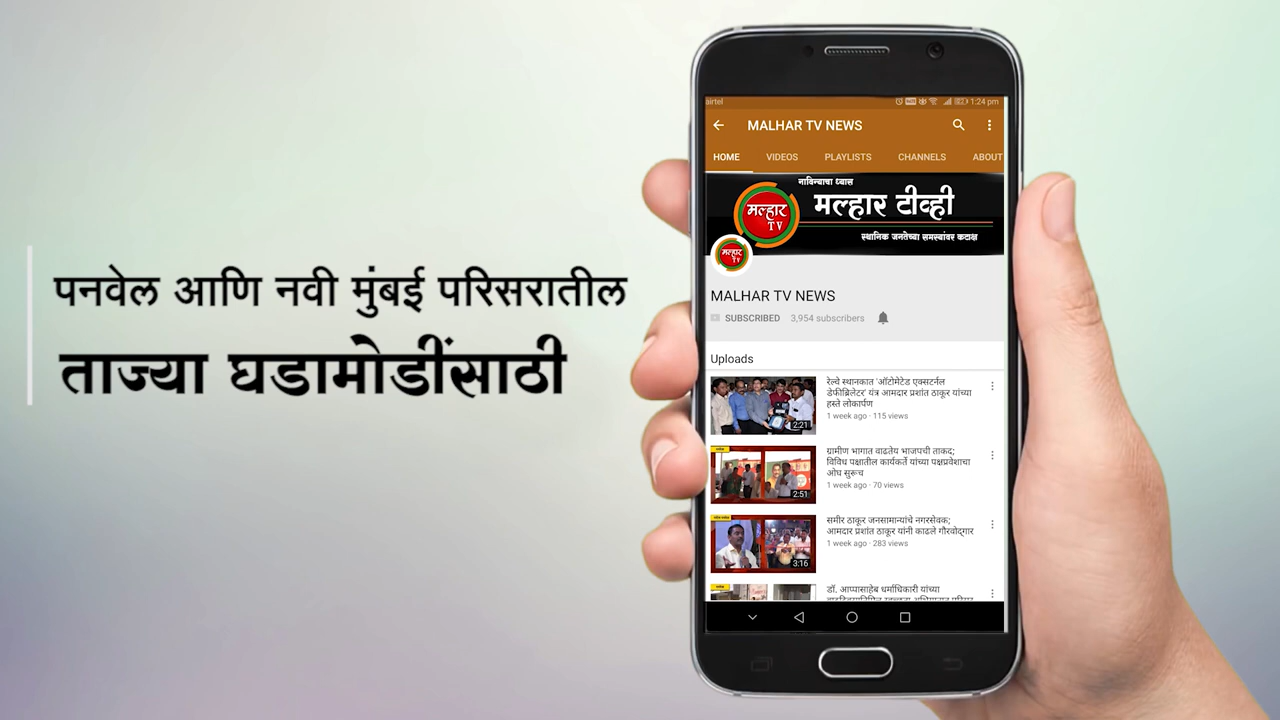 पनवेल आणि नवी मुंबई परिसरातील
ताज्या घडामोडींसाठी
airtel
1:24 pm
MALHAR TV NEWS
HOME VIDEOS PLAYLISTS CHANNELS ABOUT
नाविन्याचा ध्यास
मल्हार TV
मल्हार टीव्ही
स्थानिक जनतेच्या समस्यांवर कटाक्ष
मल्हार TV
MALHAR TV NEWS
SUBSCRIBED 3,954 subscribers
Uploads
रेल्वे स्थानकात 'ऑटोमेटेड एक्सटर्नल
डेफीब्रिलेटर' यंत्र आमदार प्रशांत ठाकूर यांच्या
हस्ते लोकार्पण
1 week ago · 115 views
2:21
ग्रामीण भागात वाढतेय भाजपची ताकद;
विविध पक्षातील कार्यकर्ते यांच्या पक्षप्रवेशाचा
ओघ सुरूच
1 week ago · 70 views
2:51
समीर ठाकूर जनसामान्यांचे नगरसेवक;
आमदार प्रशांत ठाकूर यांनी काढले गौरवोद्गार
1 week ago · 283 views
3:16
डॉ. आप्पासाहेब धर्माधिकारी यांच्या